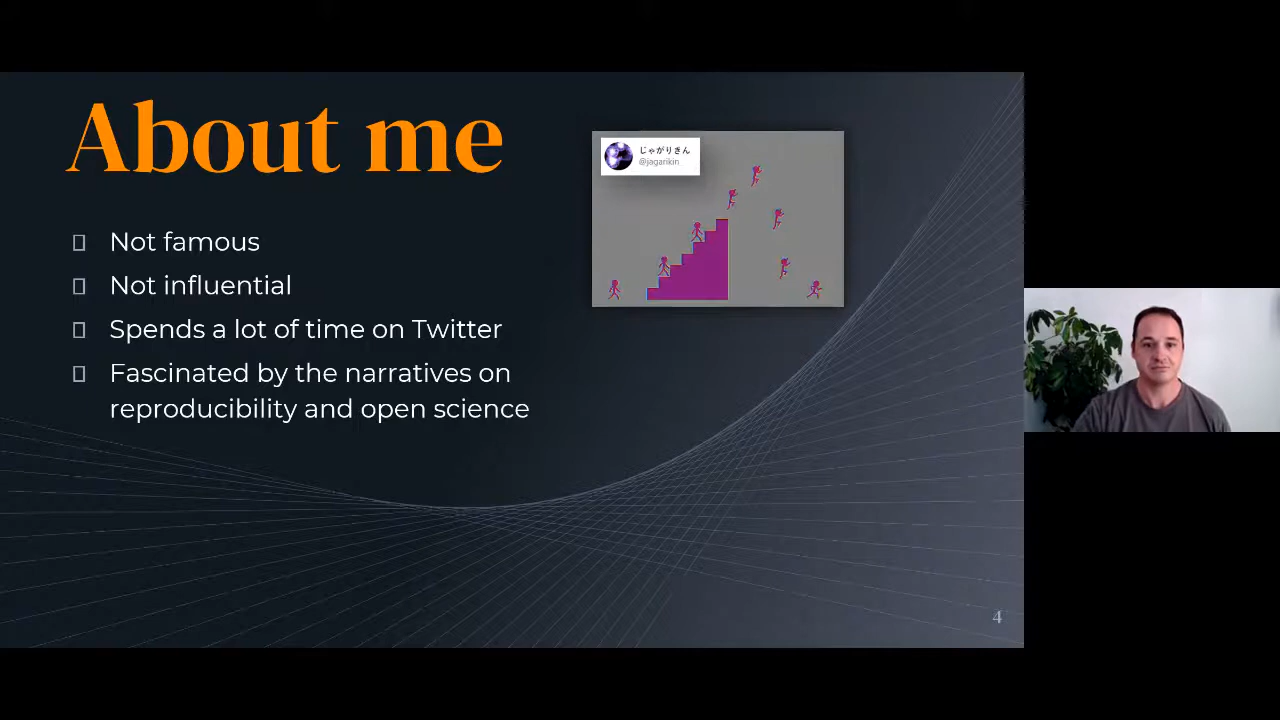 About me
じゃがりきん
@jagarikin
Not famous
Not influential
Spends a lot of time on Twitter
Fascinated by the narratives on
reproducibility and open science
4